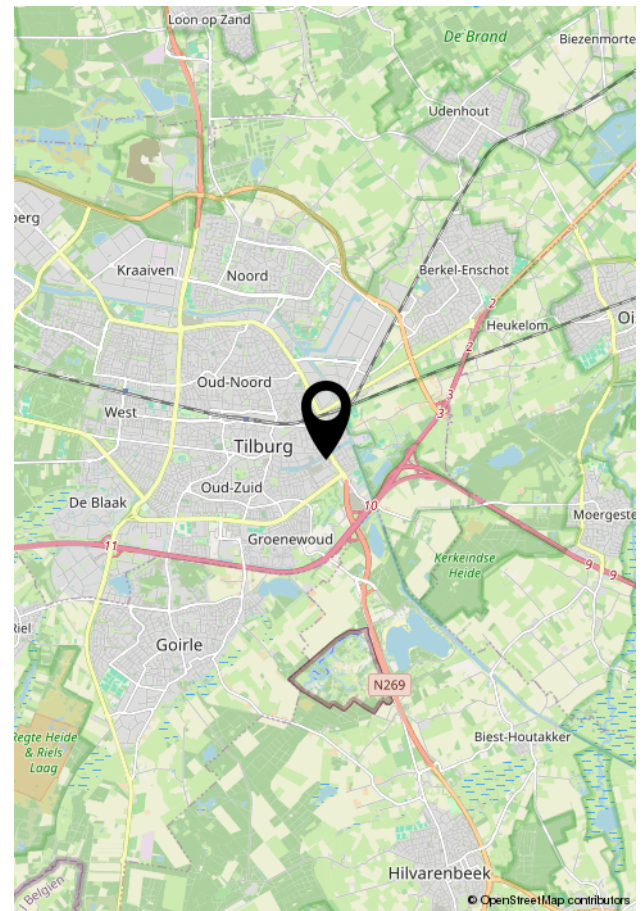 Loon op Zand
De Brand
Biezenmorte
Udenhout
berg
Kraaiven
Noord
Berkel-Enschot
2
Oi
Heukelom
2
Oud-Noord
3
West
3
Tilburg
Oud-Zuid
De Blaak
10
Moergeste
Groenewoud
11
Kerkeindse
Heide
9
9
Riel
Goirle
N269
Regte Heide
& Riels
Laag
Biest-Houtakker
Hilvarenbeek
België
© OpenStreetMap contributors